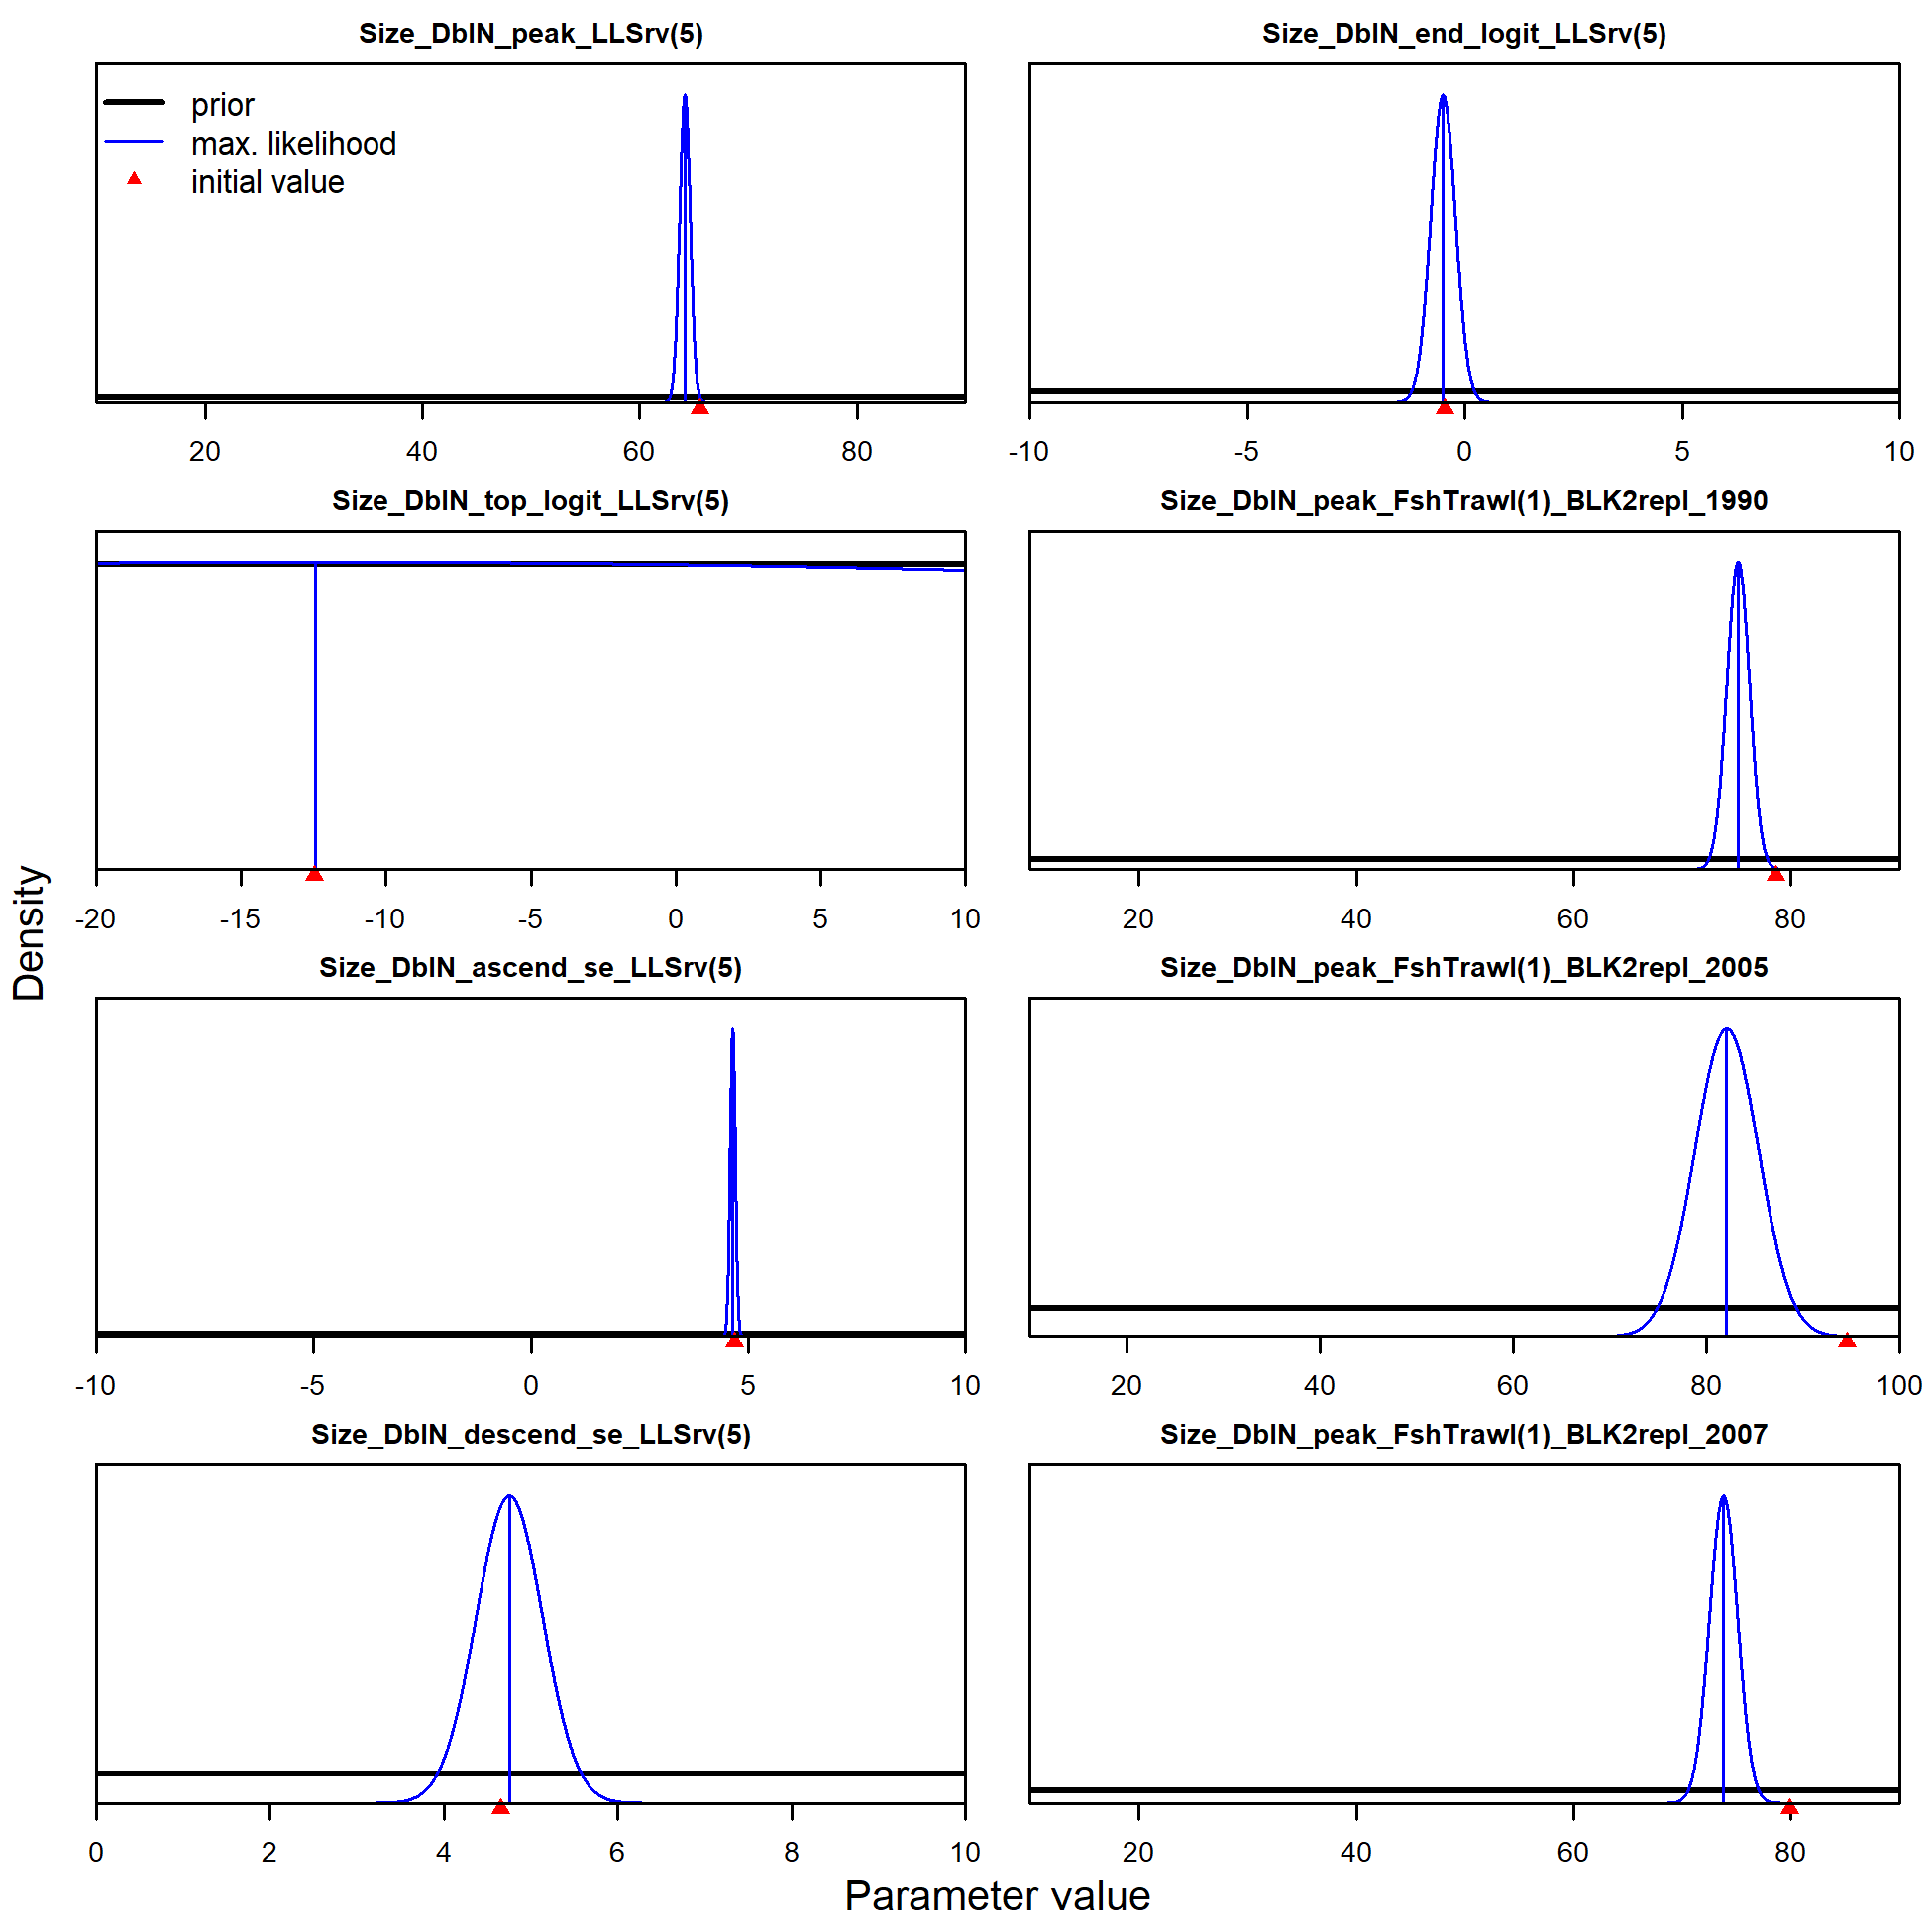 Size_DblN_peak_LLSrv(5)
prior
max. likelihood
initial value
20 40 60 80
Size_DblN_end_logit_LLSrv(5)
-10 -5 0 5 10
Size_DblN_top_logit_LLSrv(5)
-20 -15 -10 -5 0 5 10
Size_DblN_peak_FshTrawl(1)_BLK2repl_1990
20 40 60 80
Size_DblN_ascend_se_LLSrv(5)
-10 -5 0 5 10
Size_DblN_peak_FshTrawl(1)_BLK2repl_2005
20 40 60 80 100
Size_DblN_descend_se_LLSrv(5)
0 2 4 6 8 10
Size_DblN_peak_FshTrawl(1)_BLK2repl_2007
20 40 60 80
Density
Parameter value